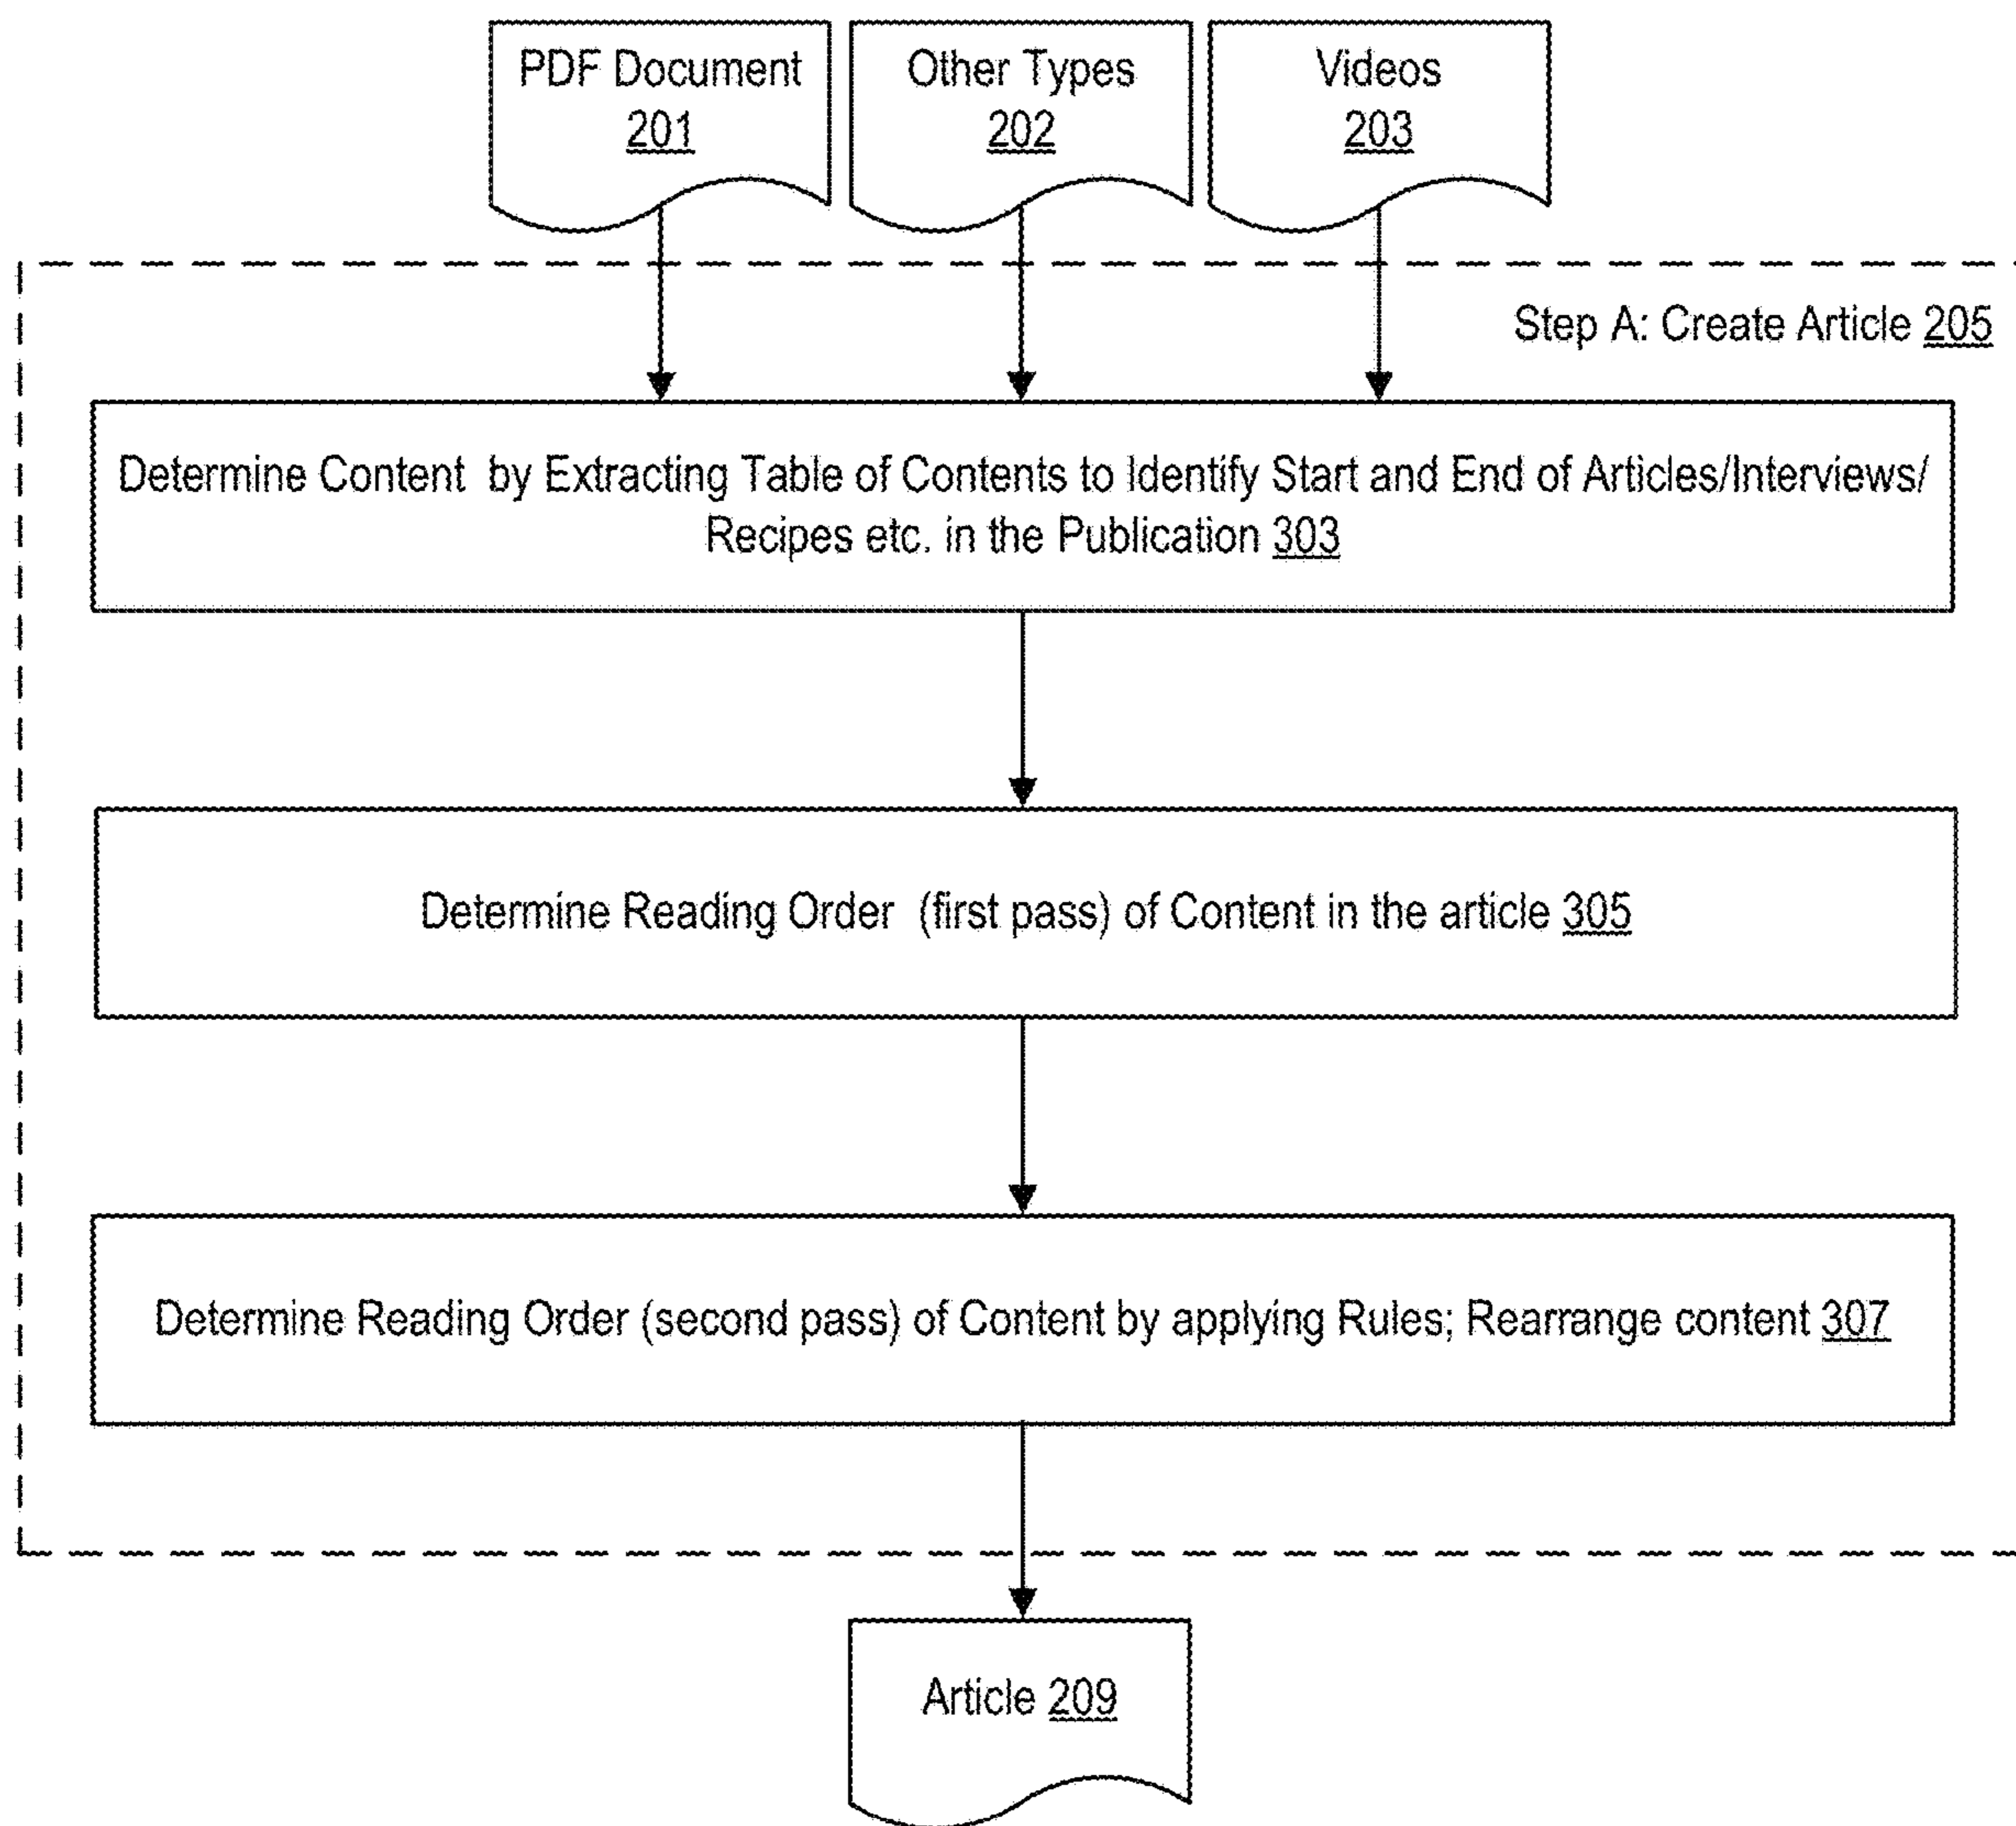 PDF Document
201
Other Types
202
Videos
203
Step A: Create Article 205
Determine Content by Extracting Table of Contents to Identify Start and End of Articles/Interviews/
Recipes etc. in the Publication 303
Determine Reading Order (first pass) of Content in the article 305
Determine Reading Order (second pass) of Content by applying Rules; Rearrange content 307
Article 209